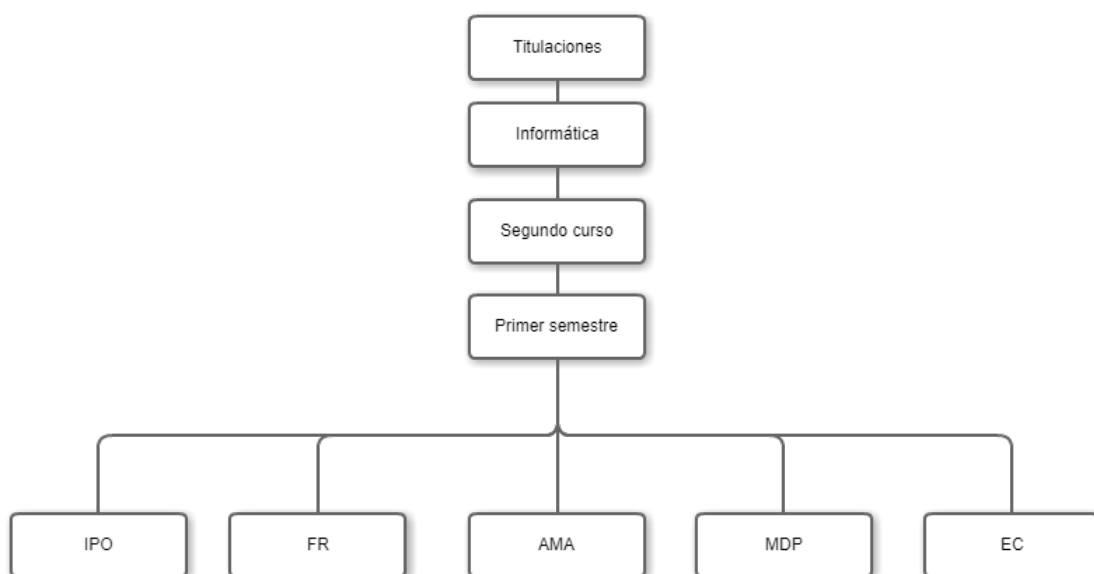 Titulaciones
Informática
Segundo curso
Primer semestre
IPO
FR
AMA
MDP
EC